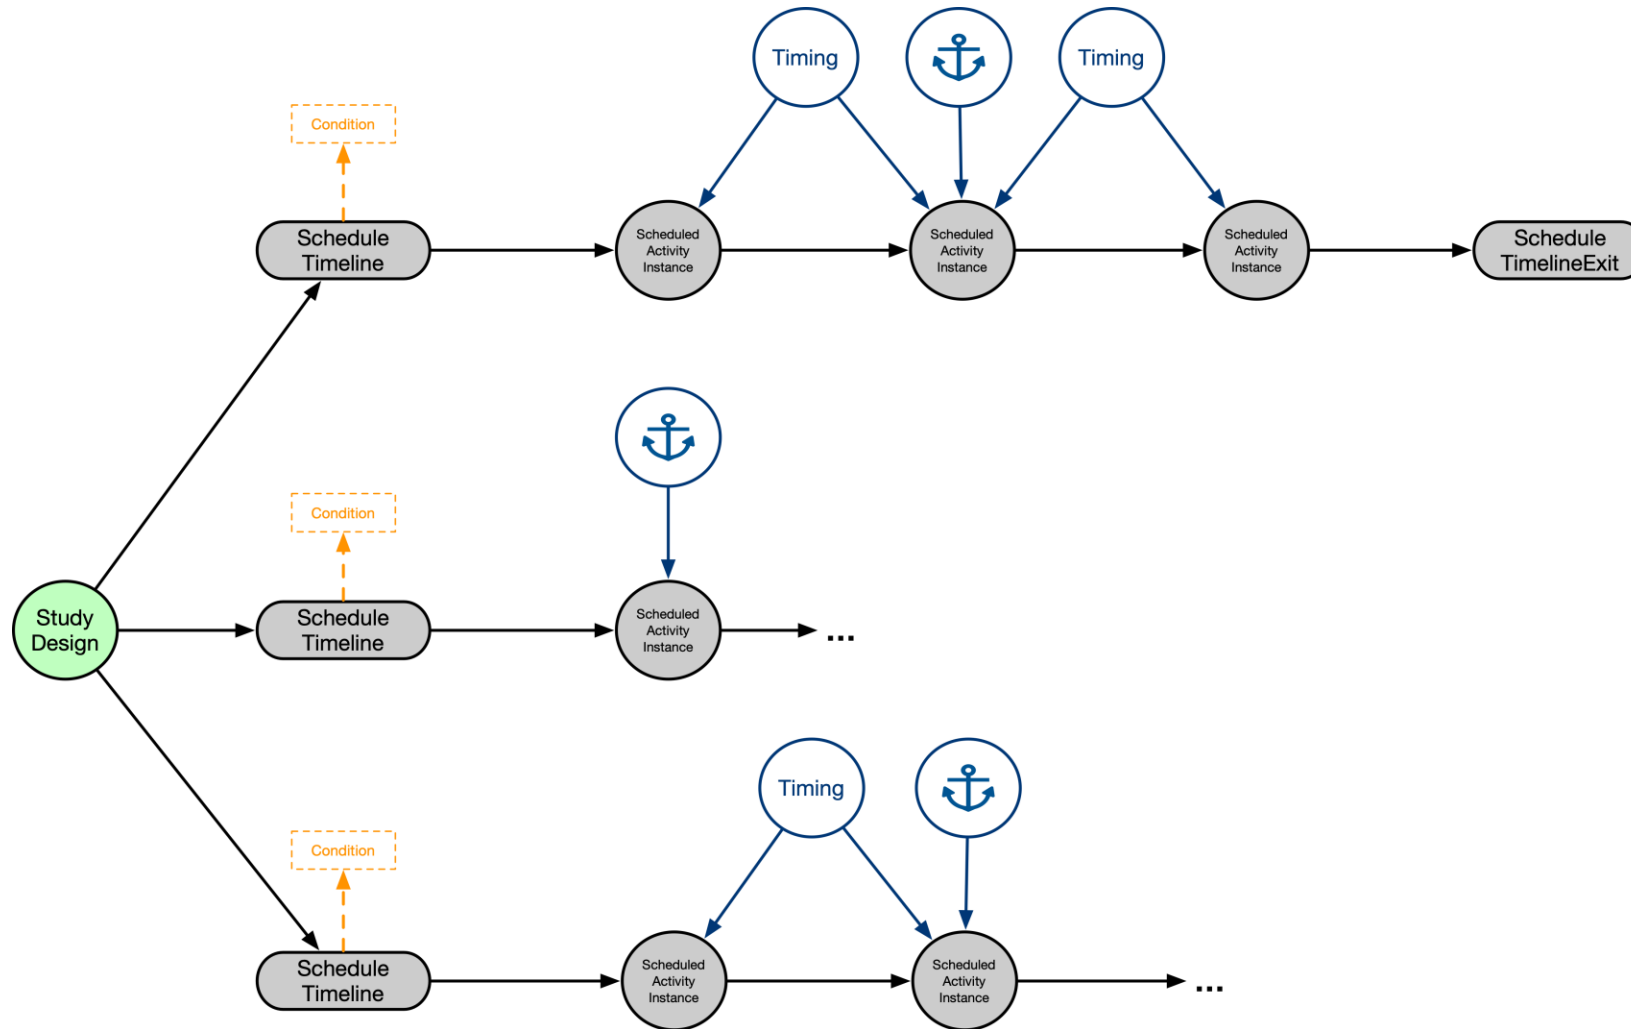 Timing
Timing
Condition
Schedule
Timeline
Scheduled
Activity
Instance
Scheduled
Activity
Instance
Scheduled
Activity
Instance
Schedule
TimelineExit
Condition
Study
Design
Schedule
Timeline
Scheduled
Activity
Instance
...
Timing
Condition
Schedule
Timeline
Scheduled
Activity
Instance
Scheduled
Activity
Instance
...